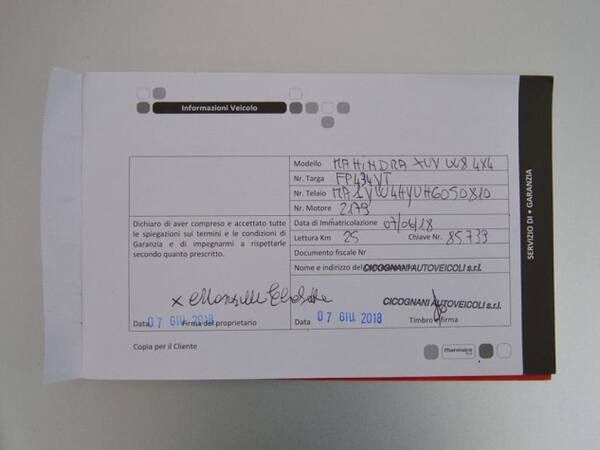 Informazioni Veicolo
Modello MAHINDRA XUV W8 4X4
Nr. Targa FP434VT
Nr. Telaio
Nr. Motore 2179
Dichiaro di aver compreso e accettato tutte
le spiegazioni sui termini e le condizioni di
Garanzia e di impegnarmi a rispettarle
secondo quanto prescritto.
Data di Immatricolazione 07/06/18
Lettura Km 25 Chiave Nr. 85739
Documento fiscale Nr
Nome e indirizzo del CICOGNANI AUTOVEICOLI s.r.l.
x
CICOGNANI AUTOVEICOLI s.r.l.
Data 07 GIU. 2018 Firma del proprietario
Data 07 GIU. 2018 Timbro e firma
Copia per il Cliente
Mahindra
SERVIZIO DI • GARANZIA